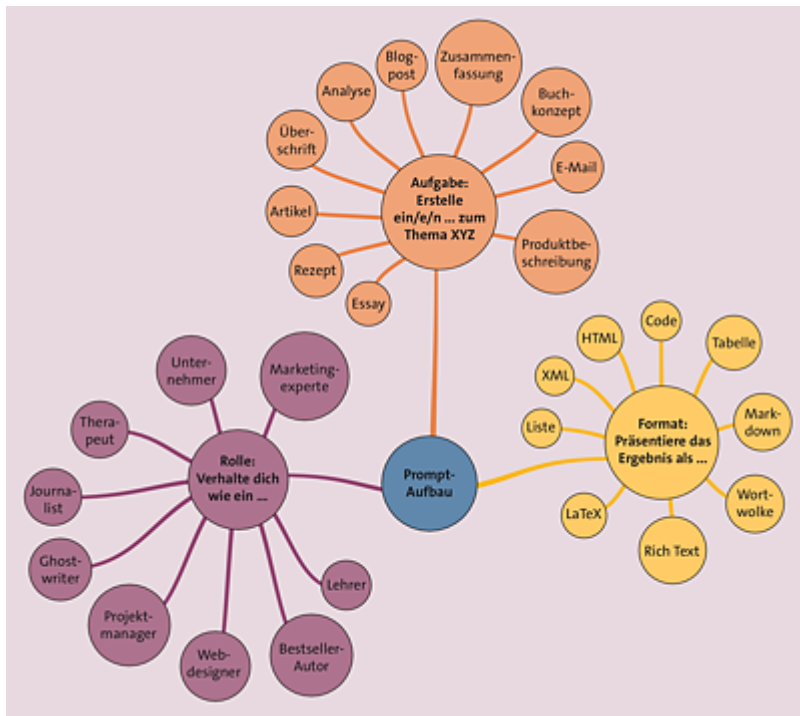 Blog-
post
Zusammen-
fassung
Analyse
Buch-
konzept
Über-
schrift
E-Mail
Aufgabe:
Erstelle
ein/e/n ... zum
Thema XYZ
Artikel
Produktbe-
schreibung
Rezept
Essay
Code
HTML
Tabelle
XML
Mark-
down
Liste
Format:
Präsentiere das
Ergebnis als ...
Wort-
wolke
LaTeX
Rich Text
Unter-
nehmer
Marketing-
experte
Thera-
peut
Rolle:
Verhalte dich
wie ein ...
Prompt-
Aufbau
Journa-
list
Ghost-
writer
Lehrer
Projekt-
manager
Web-
designer
Bestseller-
Autor